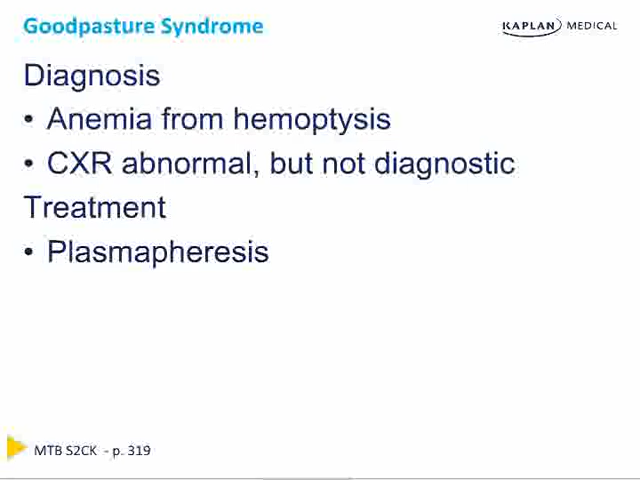 Goodpasture Syndrome
KAPLAN MEDICAL
Diagnosis
• Anemia from hemoptysis
• CXR abnormal, but not diagnostic
Treatment
• Plasmapheresis
MTB S2CK - p. 319